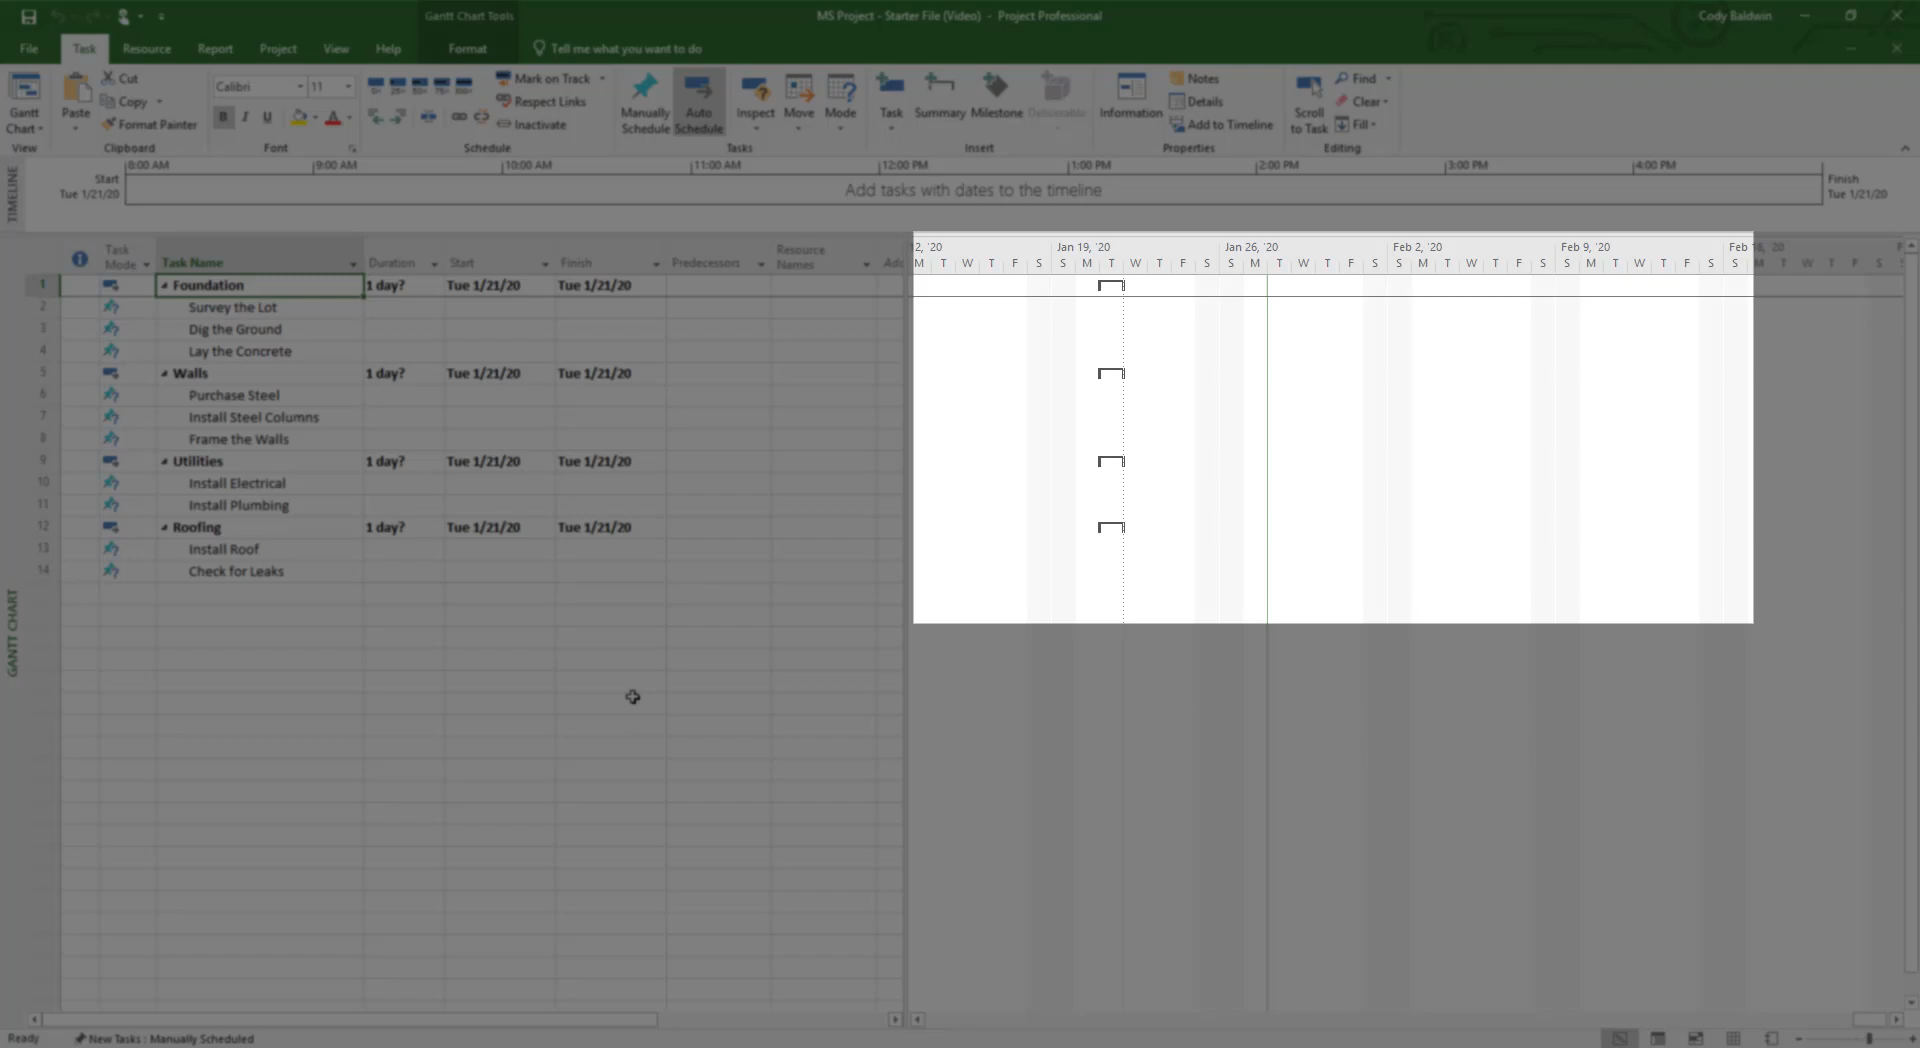 Gantt Chart Tools
MS Project - Starter File (Video) - Project Professional
Cody Baldwin
File Task Resource Report Project View Help Format Tell me what you want to do
Gantt Chart
View
Paste
Cut
Copy
Format Painter
Clipboard
Calibri 11
B I U A
Font
0% 25% 50% 75% 100%
Mark on Track
Respect Links
Inactivate
Schedule
Manually Schedule
Auto Schedule
Inspect
Move
Mode
Tasks
Task
Summary
Milestone
Deliverable
Insert
Information
Notes
Details
Add to Timeline
Properties
Scroll to Task
Find
Clear
Fill
Editing
TIMELINE
8:00 AM 9:00 AM 10:00 AM 11:00 AM 12:00 PM 1:00 PM 2:00 PM 3:00 PM 4:00 PM
Start
Tue 1/21/20
Add tasks with dates to the timeline
Finish
Tue 1/21/20
Task Mode Task Name Duration Start Finish Predecessors Resource Names Add
1 Foundation 1 day? Tue 1/21/20 Tue 1/21/20
2 Survey the Lot
3 Dig the Ground
4 Lay the Concrete
5 Walls 1 day? Tue 1/21/20 Tue 1/21/20
6 Purchase Steel
7 Install Steel Columns
8 Frame the Walls
9 Utilities 1 day? Tue 1/21/20 Tue 1/21/20
10 Install Electrical
11 Install Plumbing
12 Roofing 1 day? Tue 1/21/20 Tue 1/21/20
13 Install Roof
14 Check for Leaks
12, '20 Jan 19, '20 Jan 26, '20 Feb 2, '20 Feb 9, '20 Feb 16, '20 F
M T W T F S S M T W T F S S M T W T F S S M T W T F S S M T W T F S S M T W T F S
GANTT CHART
Ready New Tasks : Manually Scheduled